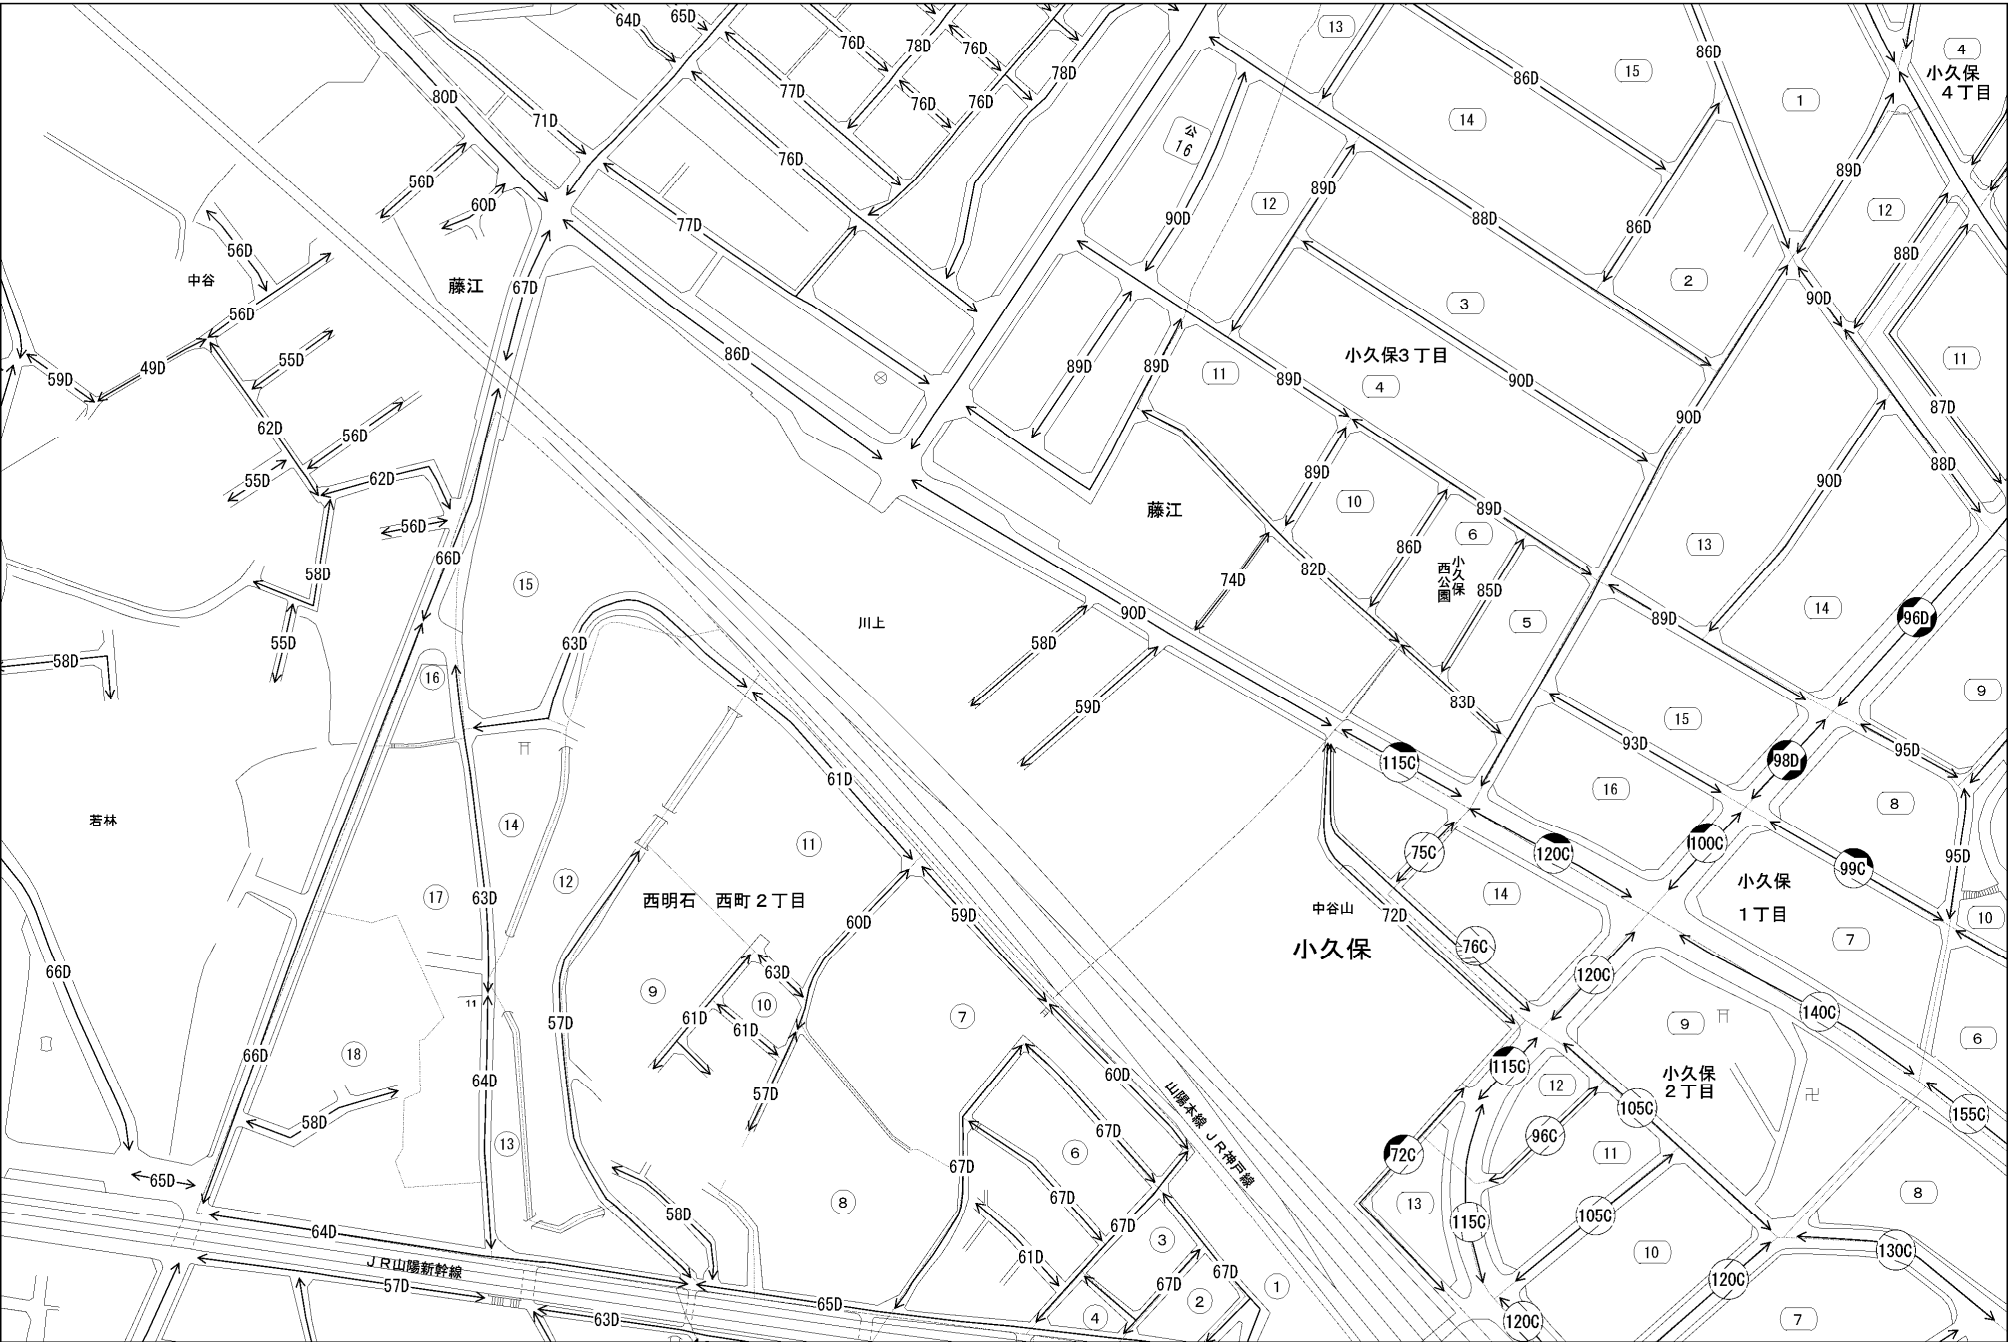 64D
65D
13
86D
4
小久保
４丁目
76D
78D
76D
15
1
80D
77D
78D
86D
71D
76D
76D
14
公
16
76D
56D
60D
77D
89D
12
90D
88D
86D
89D
12
56D
中谷
藤江
67D
56D
2
88D
90D
3
59D
49D
55D
86D
小久保３丁目
89D
89D
11
89D
4
90D
11
62D
56D
90D
87D
55D
62D
89D
90D
88D
56D
藤江
10
89D
6
66D
86D
小久保
西公園
13
58D
15
74D
82D
85D
14
96D
55D
63D
川上
58D
90D
5
89D
58D
16
59D
83D
15
9
93D
95D
115C
98D
61D
16
8
若林
14
11
75C
120C
100C
99C
95D
12
17
63D
西明石　西町２丁目
60D
59D
中谷山
72D
14
小久保
１丁目
10
小久保
76C
7
66D
63D
120C
9
10
11
61D
61D
7
140C
9
57D
66D
18
64D
57D
60D
115C
12
小久保
２丁目
6
105C
155C
58D
13
67D
6
山陽本線　ＪＲ神戸線
96C
11
72C
67D
67D
13
8
65D
58D
8
67D
115C
105C
64D
3
61D
10
130C
ＪＲ山陽新幹線
57D
67D
67D
1
120C
65D
2
63D
4
120C
7